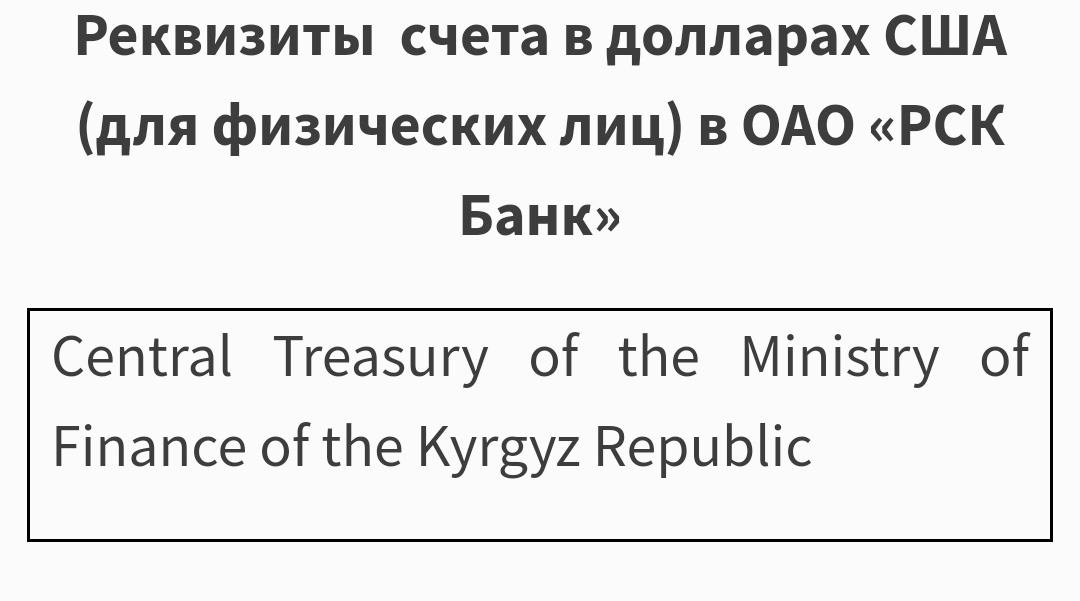 Реквизиты  счета в долларах США
(для физических лиц) в ОАО «РСК
Банк»
Central Treasury of the Ministry of
Finance of the Kyrgyz Republic